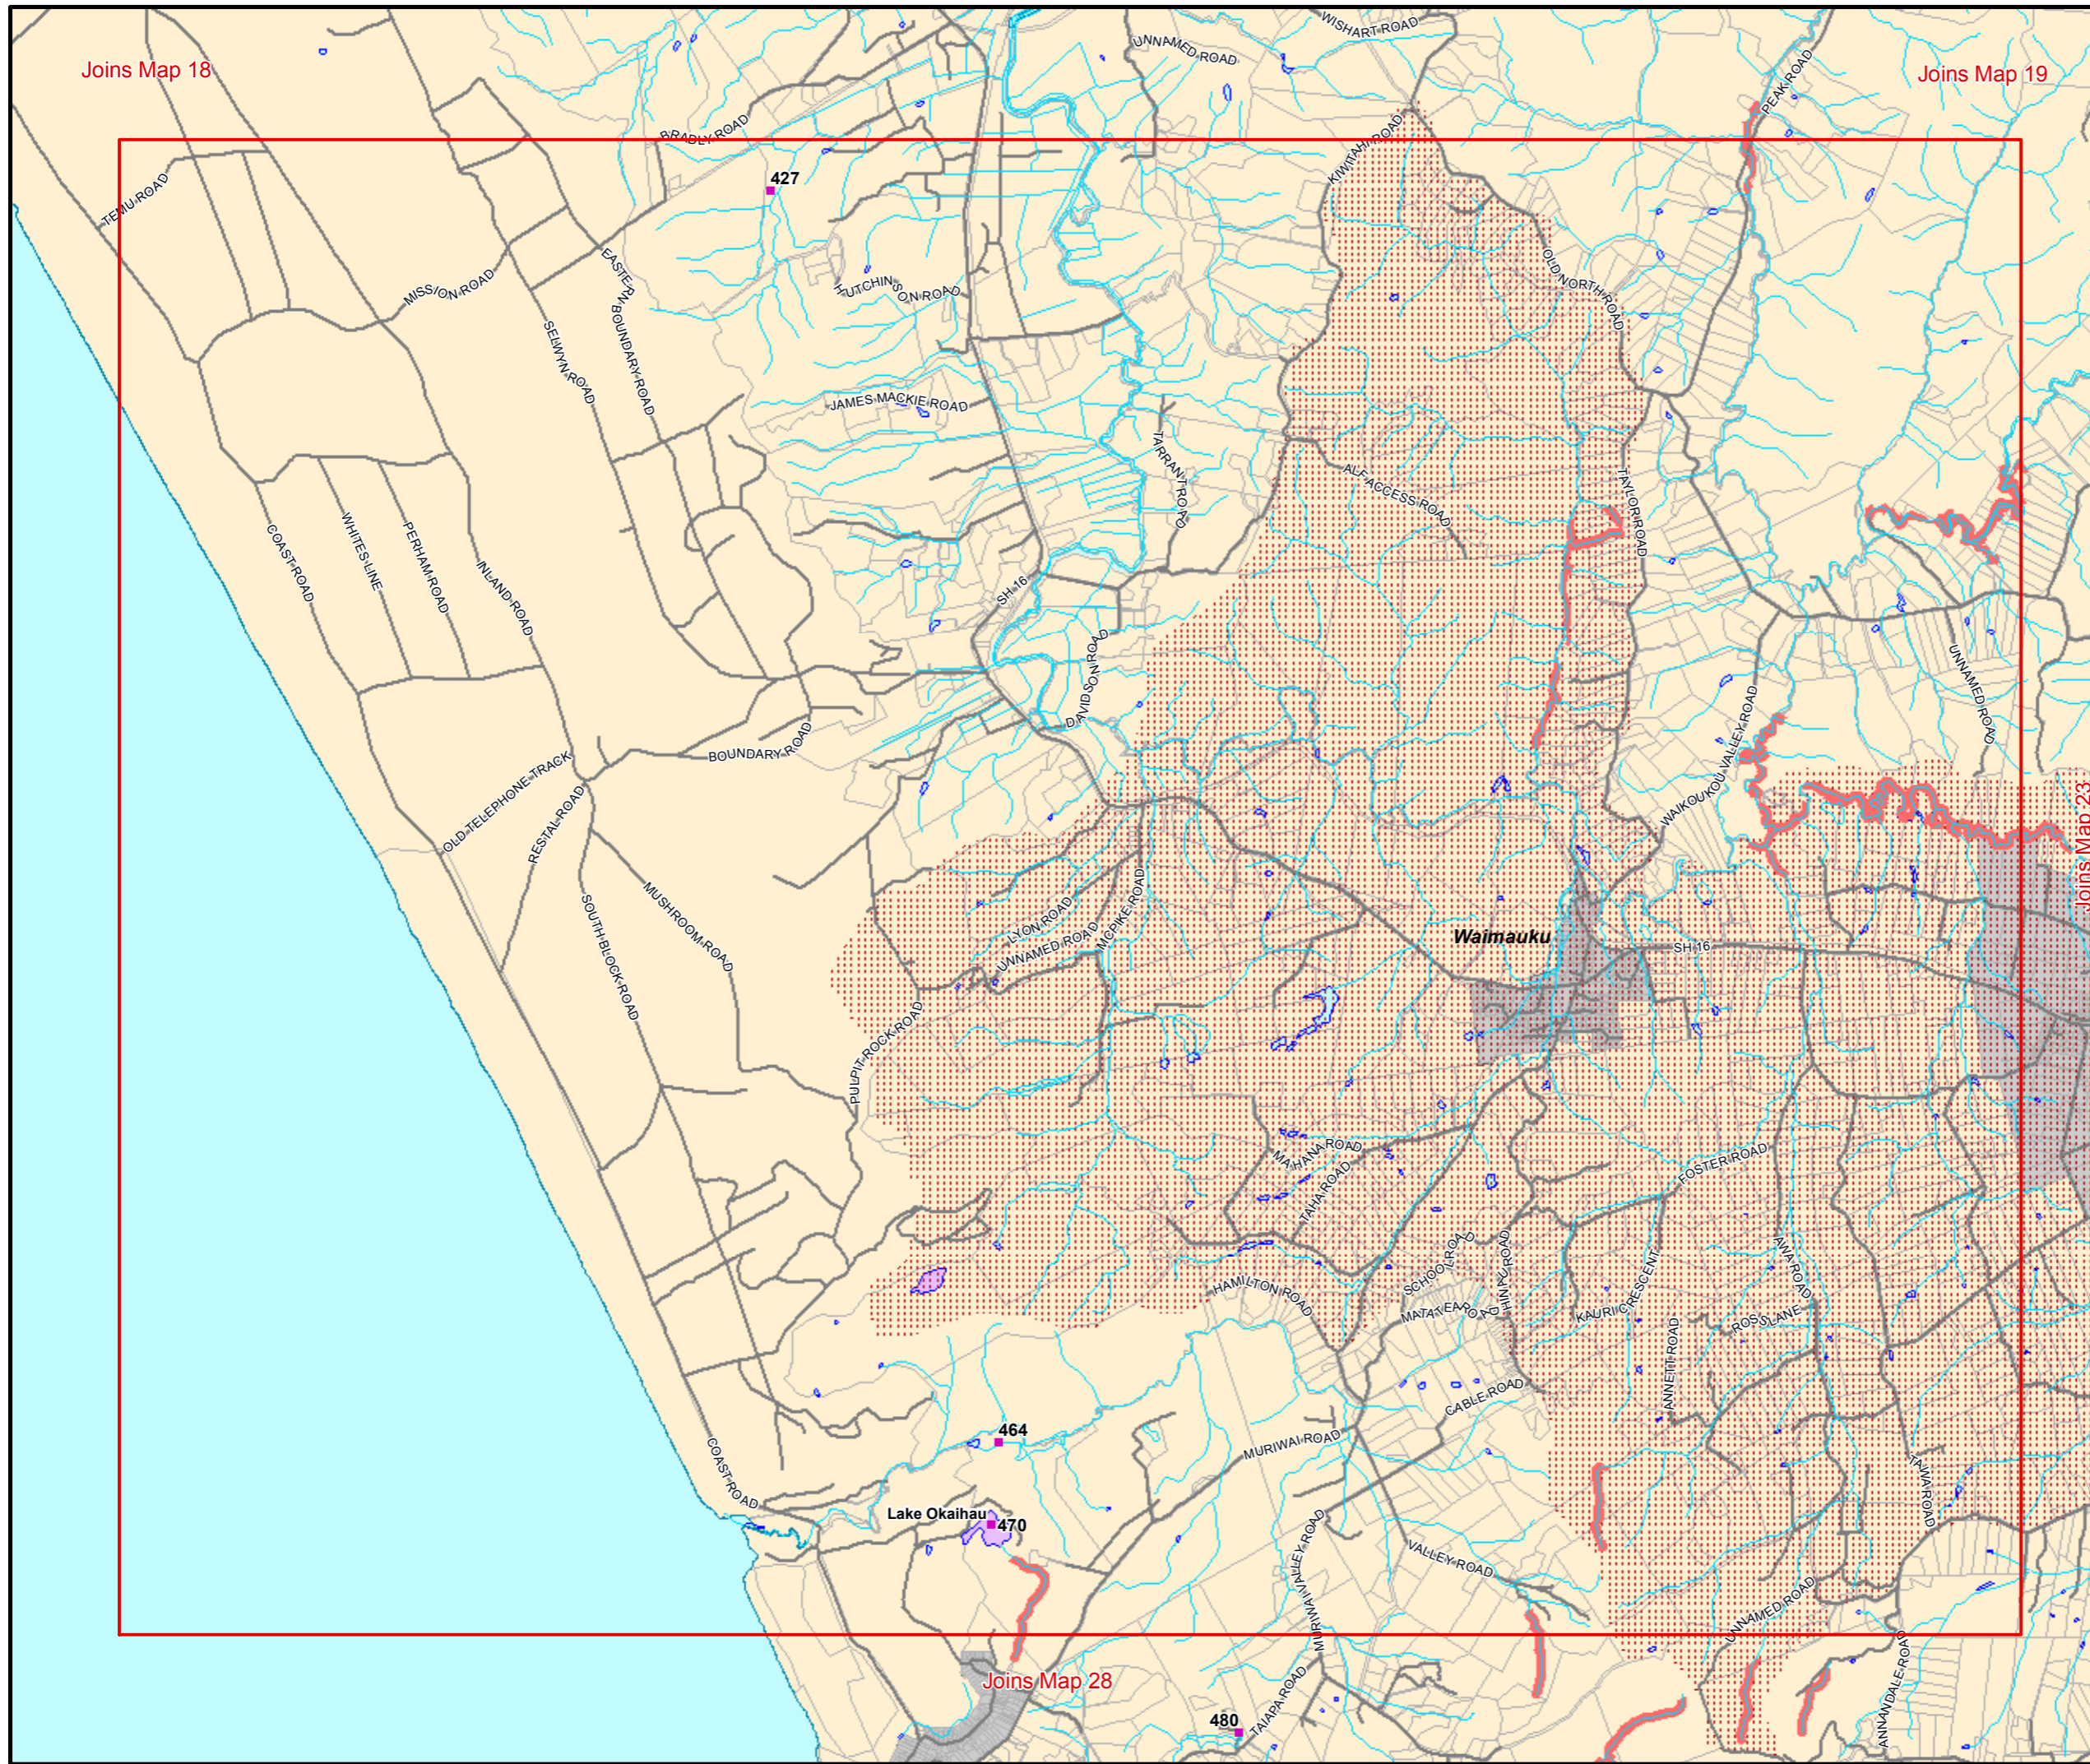 WISHART ROAD
UNNAMED ROAD
Joins Map 18
Joins Map 19
PEAK ROAD
BRADLY ROAD
KIWITAHI ROAD
427
TEMU ROAD
MISSION ROAD
EASTERN BOUNDARY ROAD
HUTCHINSON ROAD
OLD NORTH ROAD
SELWYN ROAD
JAMES MACKIE ROAD
TARRANT ROAD
ALF ACCESS ROAD
TAYLOR ROAD
COAST ROAD
WHITES LINE
PERHAM ROAD
INLAND ROAD
SH 16
DAVIDSON ROAD
UNNAMED ROAD
WAIKOUKOU VALLEY ROAD
BOUNDARY ROAD
OLD TELEPHONE TRACK
RESTAL ROAD
Joins Map 23
MUSHROOM ROAD
SOUTH BLOCK ROAD
LYON ROAD
UNNAMED ROAD
MCPIKE ROAD
Waimauku
SH 16
PULPIT ROCK ROAD
MAHANA ROAD
TAHA ROAD
FOSTER ROAD
HAMILTON ROAD
SCHOOL ROAD
HINAU ROAD
MATATEA ROAD
KAURI CRESCENT
AWA ROAD
ROSS LANE
ANNETT ROAD
CABLE ROAD
464
MURIWAI ROAD
COAST ROAD
TAWA ROAD
Lake Okaihau
470
MURIWAI VALLEY ROAD
VALLEY ROAD
UNNAMED ROAD
ANNANDALE ROAD
Joins Map 28
TAIAPA ROAD
480